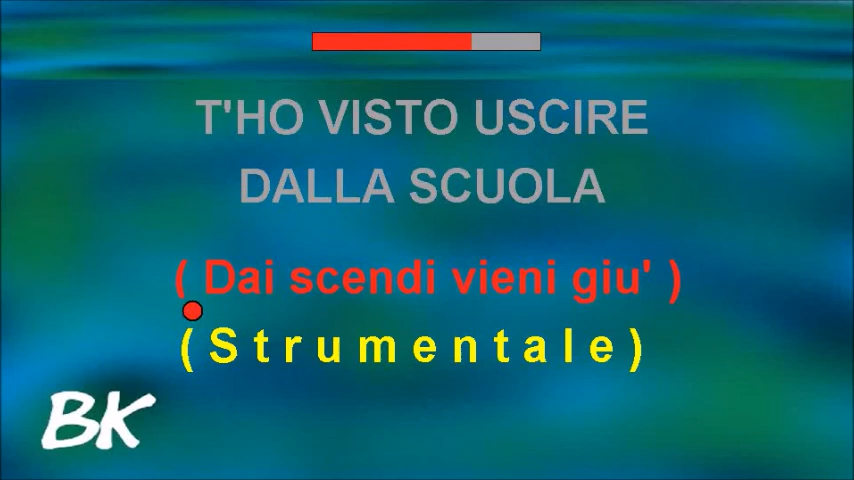 T'HO VISTO USCIRE
DALLA SCUOLA
( Dai scendi vieni giu' )
( S t r u m e n t a l e )
BK